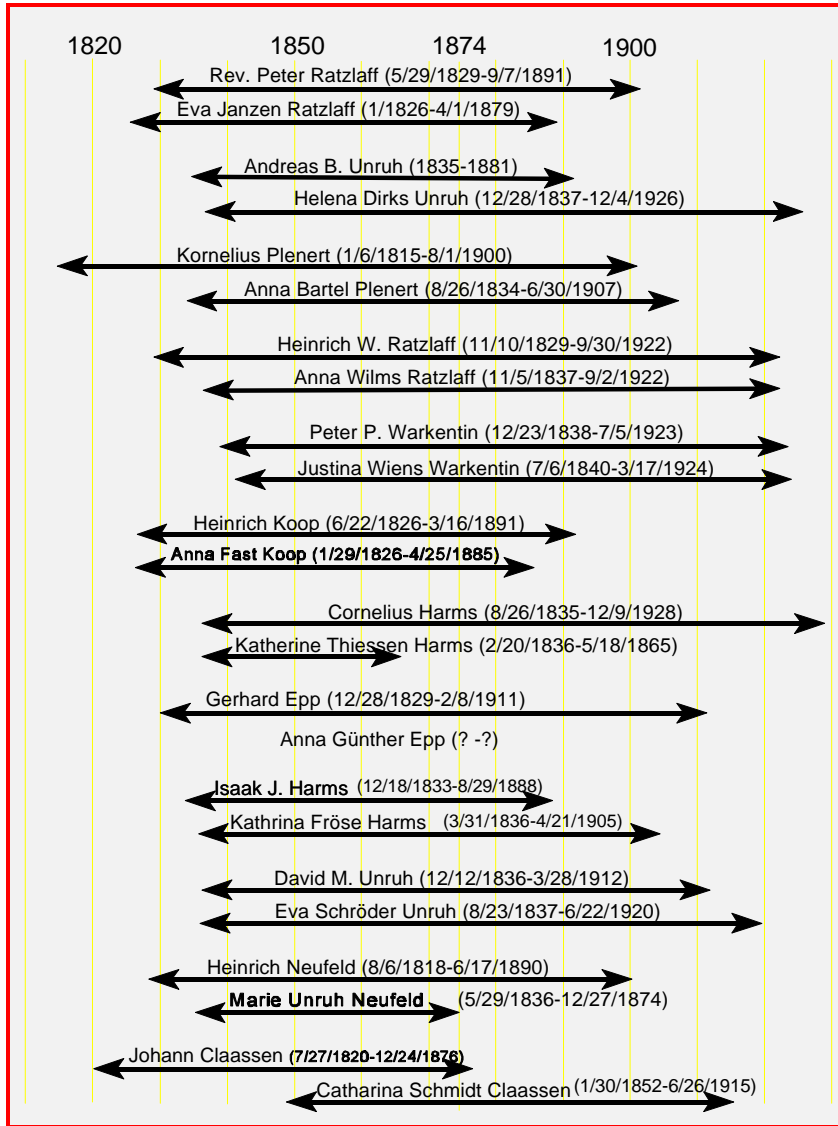 1820 1850 1874 1900
Rev. Peter Ratzlaff (5/29/1829-9/7/1891)
Eva Janzen Ratzlaff (1/1826-4/1/1879)
Andreas B. Unruh (1835-1881)
Helena Dirks Unruh (12/28/1837-12/4/1926)
Kornelius Plenert (1/6/1815-8/1/1900)
Anna Bartel Plenert (8/26/1834-6/30/1907)
Heinrich W. Ratzlaff (11/10/1829-9/30/1922)
Anna Wilms Ratzlaff (11/5/1837-9/2/1922)
Peter P. Warkentin (12/23/1838-7/5/1923)
Justina Wiens Warkentin (7/6/1840-3/17/1924)
Heinrich Koop (6/22/1826-3/16/1891)
Anna Fast Koop (1/29/1826-4/25/1885)
Cornelius Harms (8/26/1835-12/9/1928)
Katherine Thiessen Harms (2/20/1836-5/18/1865)
Gerhard Epp (12/28/1829-2/8/1911)
Anna Günther Epp (? -?)
Isaak J. Harms (12/18/1833-8/29/1888)
Kathrina Fröse Harms (3/31/1836-4/21/1905)
David M. Unruh (12/12/1836-3/28/1912)
Eva Schröder Unruh (8/23/1837-6/22/1920)
Heinrich Neufeld (8/6/1818-6/17/1890)
Marie Unruh Neufeld (5/29/1836-12/27/1874)
Johann Claassen (7/27/1820-12/24/1876)
Catharina Schmidt Claassen (1/30/1852-6/26/1915)